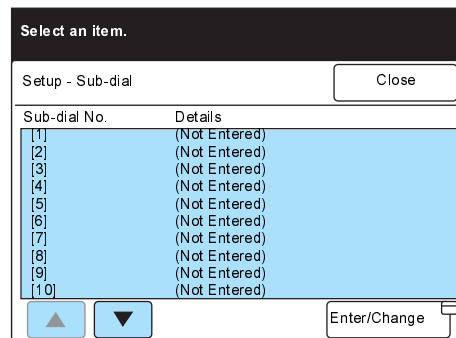 Select an item.
Setup - Sub-dial Close
Sub-dial No. Details
[1] (Not Entered)
[2] (Not Entered)
[3] (Not Entered)
[4] (Not Entered)
[5] (Not Entered)
[6] (Not Entered)
[7] (Not Entered)
[8] (Not Entered)
[9] (Not Entered)
[10] (Not Entered)
Enter/Change